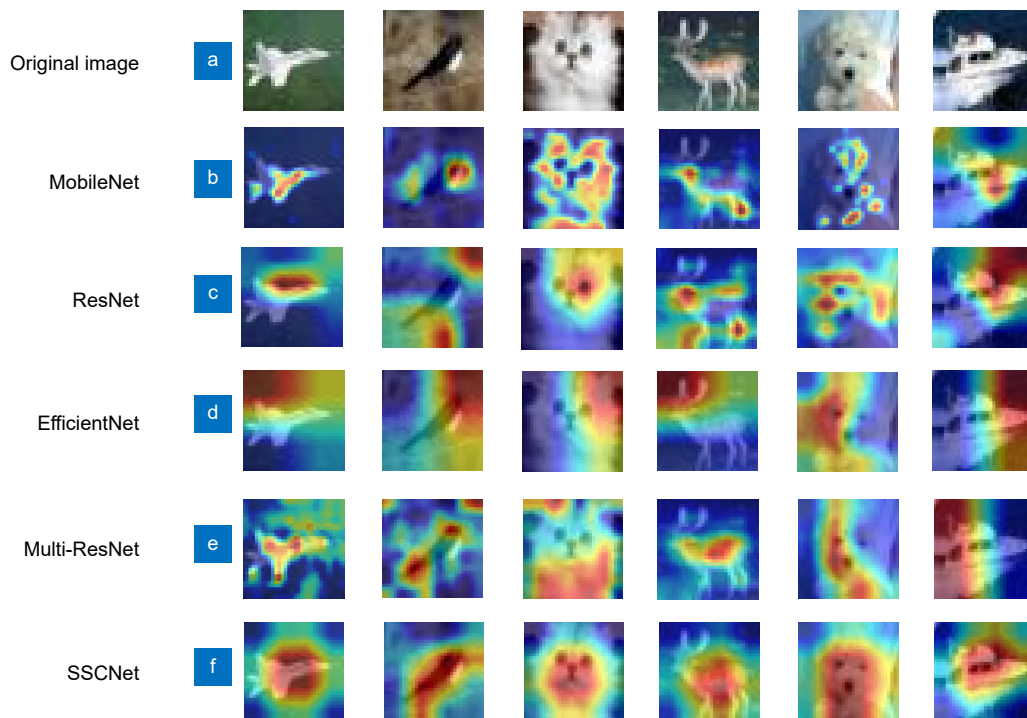 Original image a
MobileNet b
ResNet c
EfficientNet d
Multi-ResNet e
SSCNet f